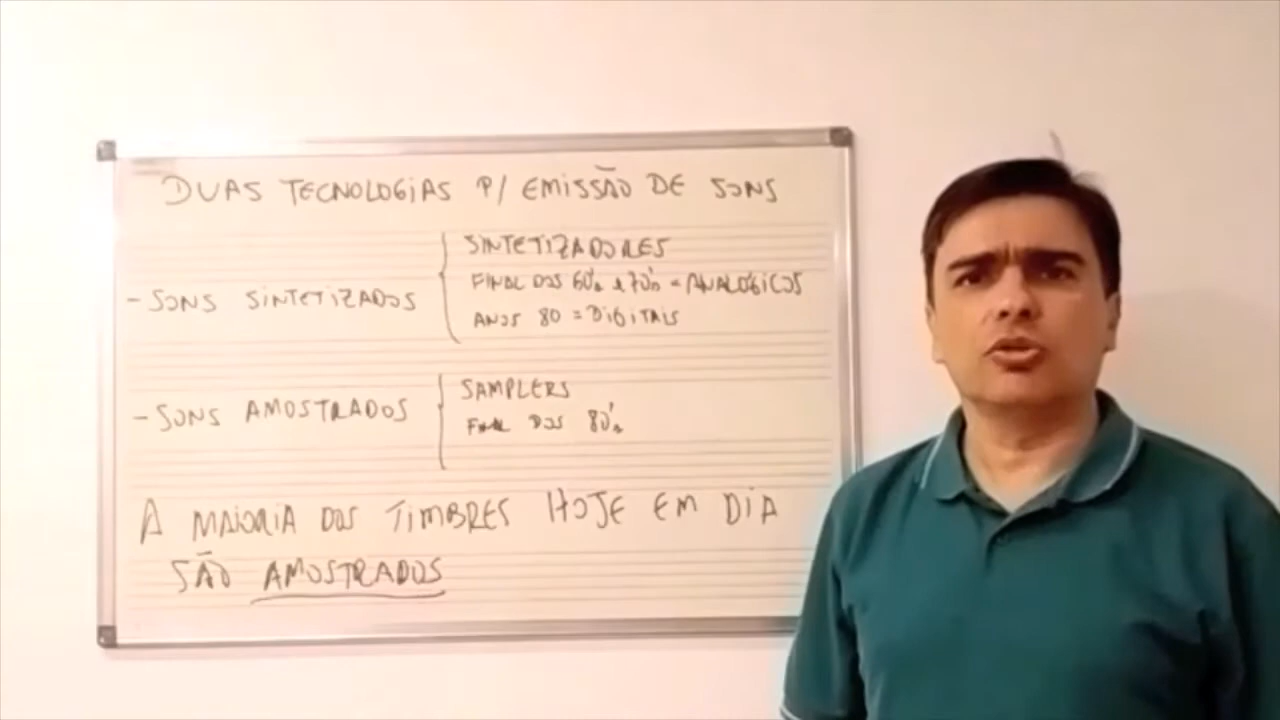 DUAS TECNOLOGIAS P/ EMISSÃO DE SONS
- SONS SINTETIZADOS
SINTETIZADORES
FINAL DOS 60's e 70's = ANALÓGICOS
ANOS 80 = DIGITAIS
- SONS AMOSTRADOS
SAMPLERS
FINAL DOS 80's
A MAIORIA DOS TIMBRES HOJE EM DIA
SÃO AMOSTRADOS